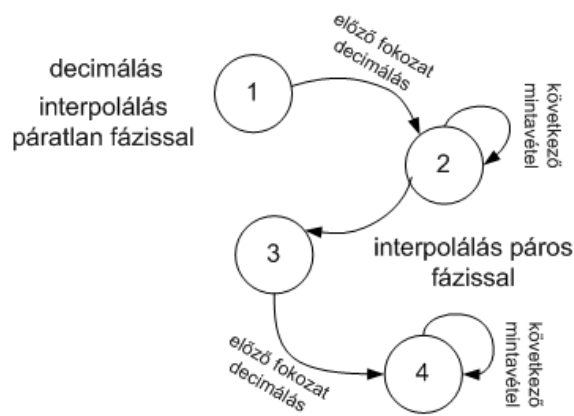 előző fokozat
decimálás
decimálás
interpolálás
páratlan fázissal
1
következő
mintavétel
2
3
interpolálás páros
fázissal
előző fokozat
decimálás
4
következő
mintavétel